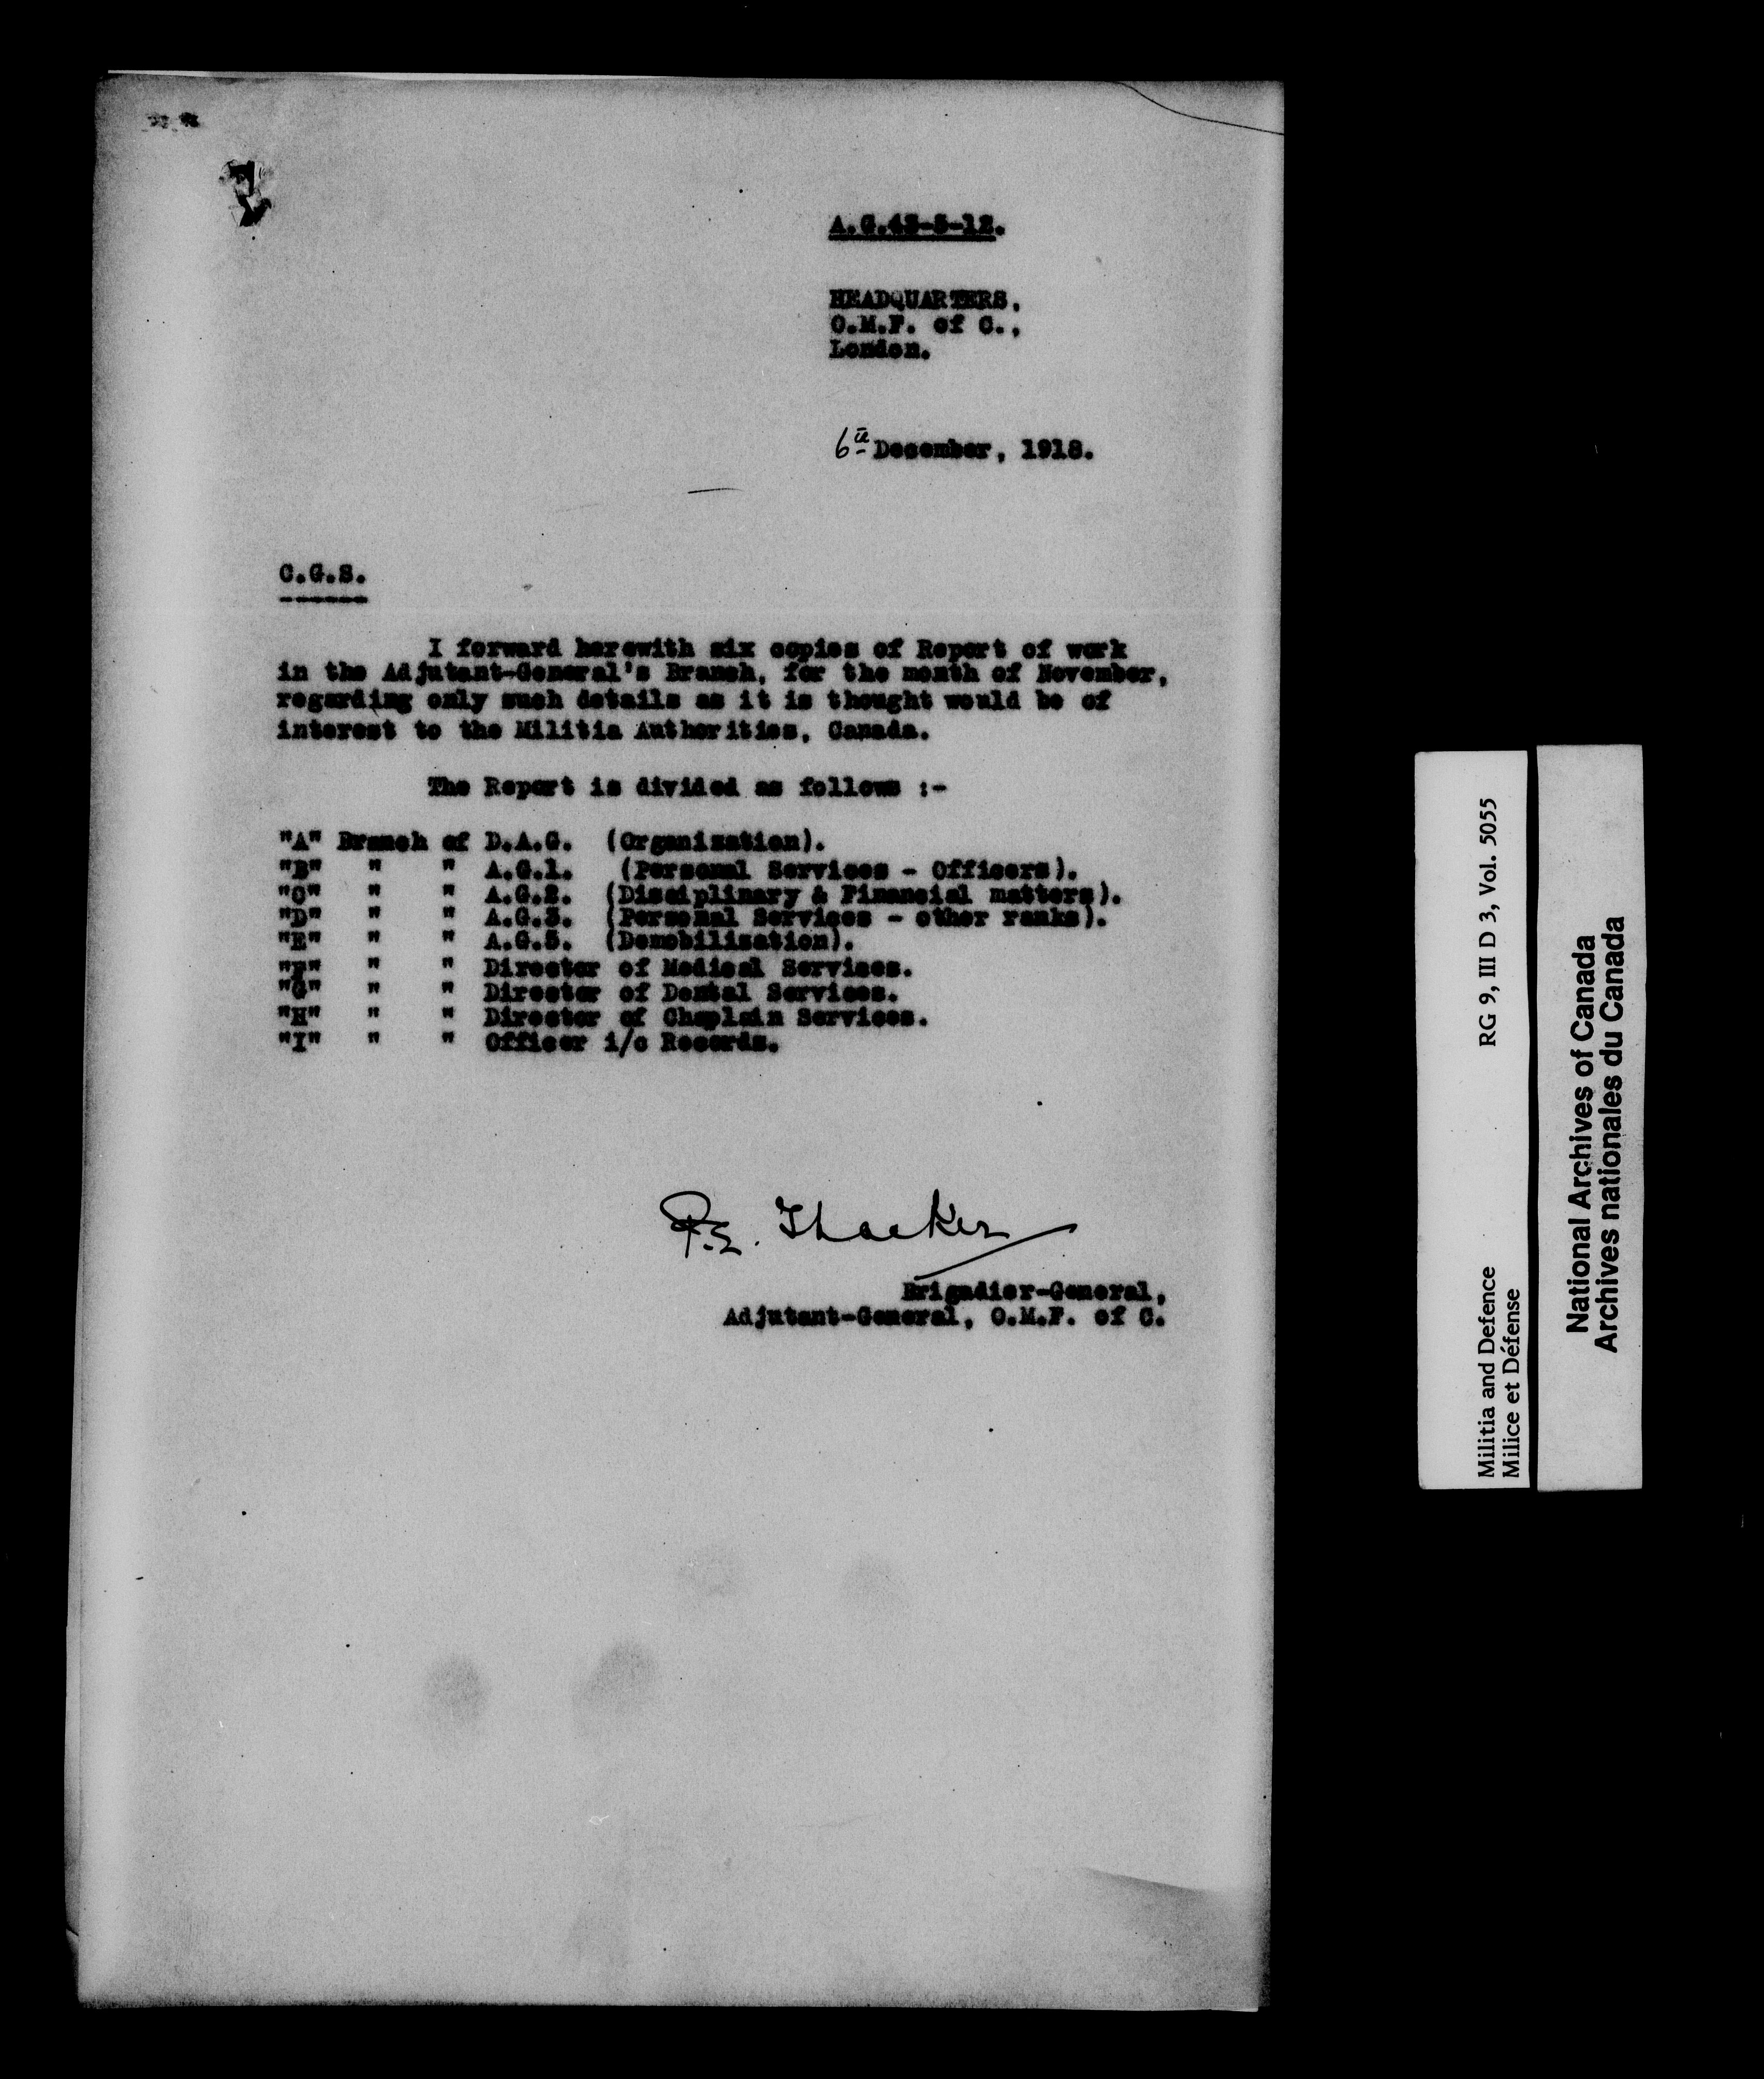 A.G.43-5-12.
HEADQUARTERS,
O.M.F. of C.,
London.
6th December, 1918.
C.G.S.
I forward herewith six copies of Report of work
in the Adjutant-General's Branch, for the month of November,
regarding only such details as it is thought would be of
interest to the Militia Authorities, Canada.
The Report is divided as follows :-
"A" Branch of D.A.G. (Organization).
"B" " " A.G.1. (Personal Services - Officers).
"C" " " A.G.2. (Disciplinary & Financial matters).
"D" " " A.G.3. (Personal Services - other ranks).
"E" " " A.G.5. (Demobilisation).
"F" " " Director of Medical Services.
"G" " " Director of Dental Services.
"H" " " Director of Chaplain Services.
"I" " " Officer i/c Records.
P.E. Thacker
Brigadier-General,
Adjutant-General, O.M.F. of C.
Militia and Defence RG 9, III D 3, Vol. 5055
Milice et Défense
National Archives of Canada
Archives nationales du Canada